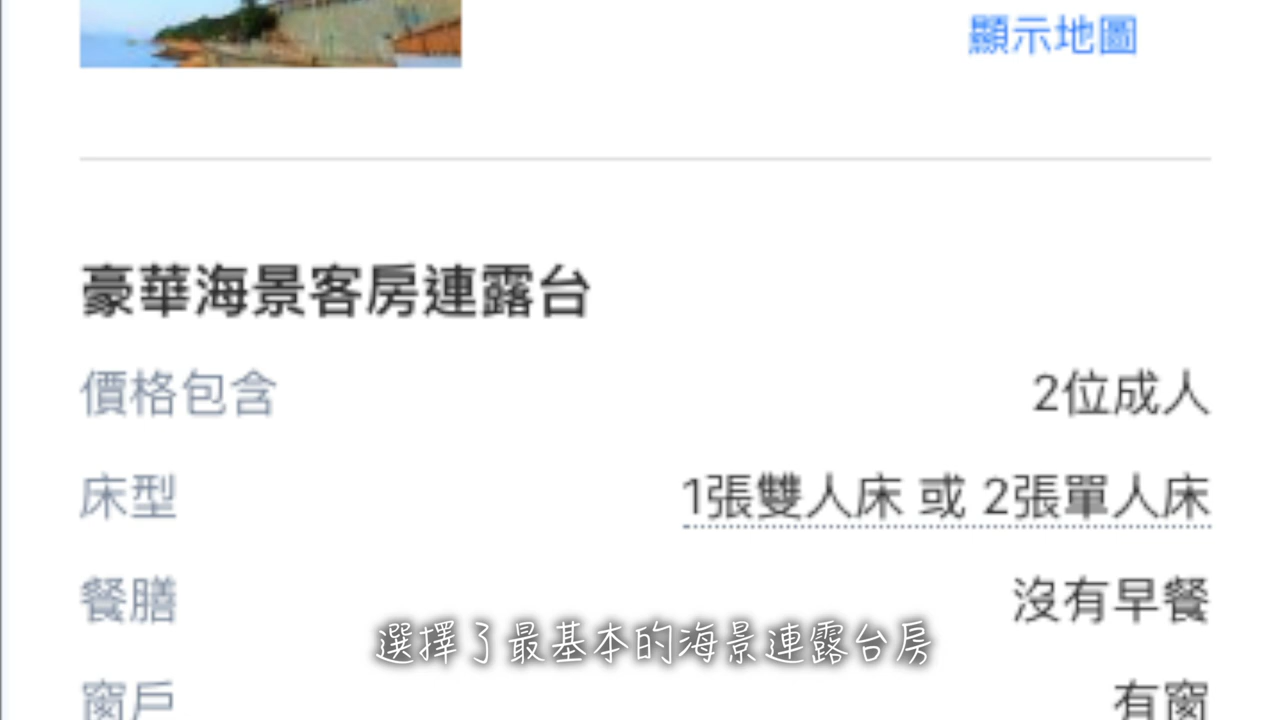 顯示地圖
豪華海景客房連露台
價格包含 2位成人
床型 1張雙人床 或 2張單人床
餐膳 沒有早餐
選擇了最基本的海景連露台房
窗戶 有窗